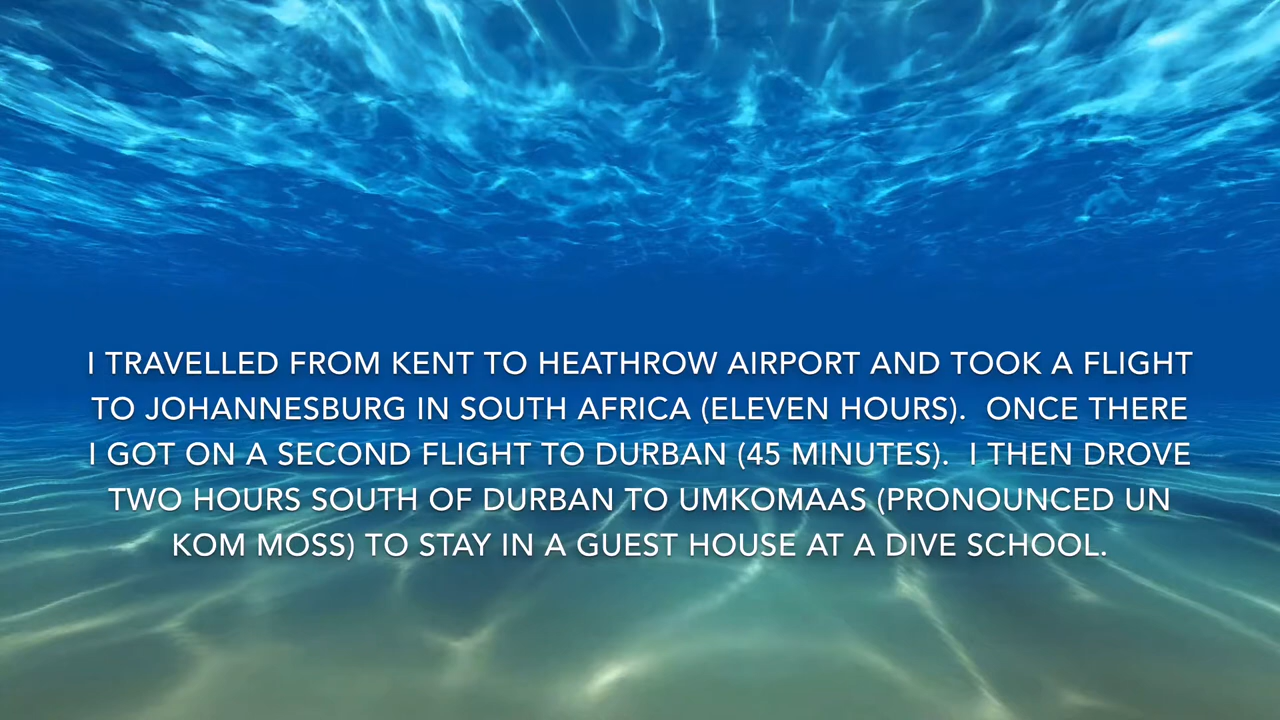 I TRAVELLED FROM KENT TO HEATHROW AIRPORT AND TOOK A FLIGHT
TO JOHANNESBURG IN SOUTH AFRICA (ELEVEN HOURS).  ONCE THERE
I GOT ON A SECOND FLIGHT TO DURBAN (45 MINUTES).  I THEN DROVE
TWO HOURS SOUTH OF DURBAN TO UMKOMAAS (PRONOUNCED UN
KOM MOSS) TO STAY IN A GUEST HOUSE AT A DIVE SCHOOL.